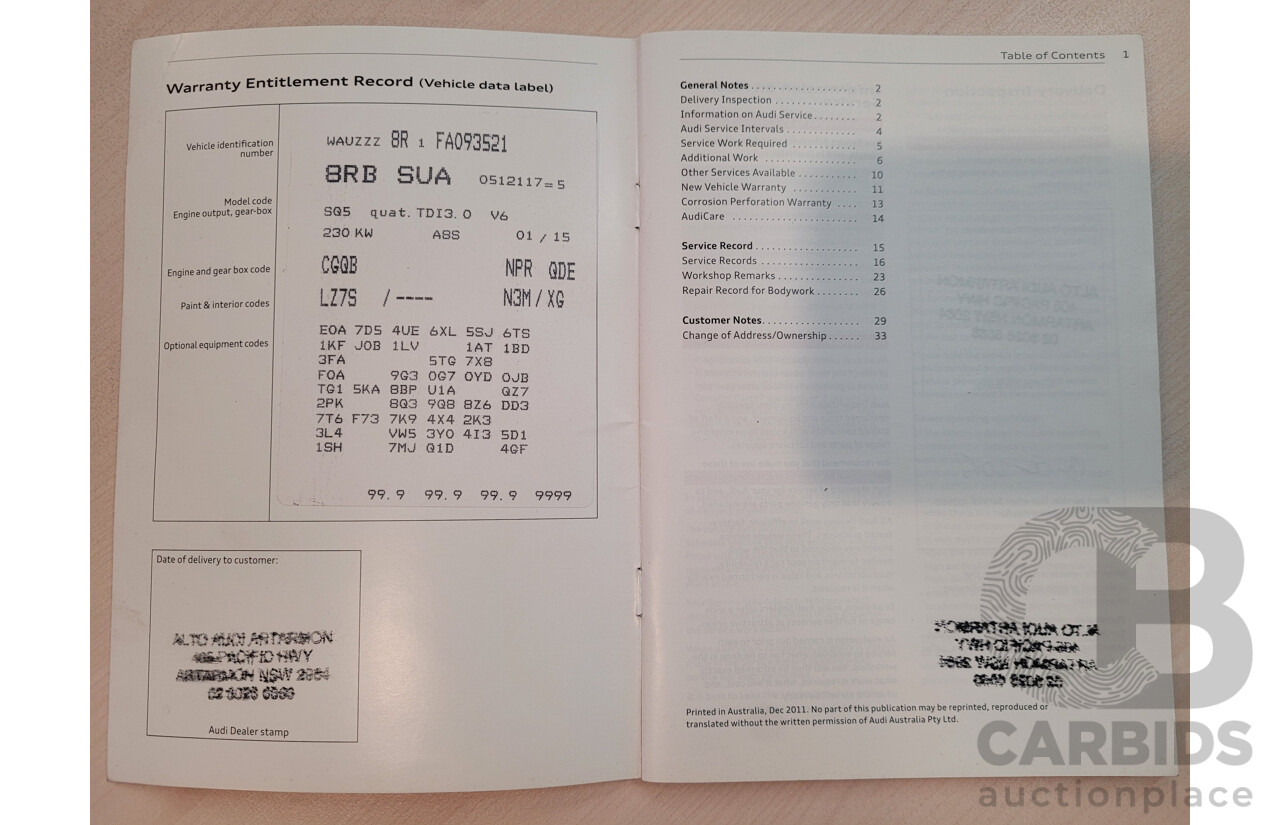 Warranty Entitlement Record (Vehicle data label)
Vehicle identification
number
WAUZZZ 8R 1 FA093521
8RB SUA 0512117=5
Model code
Engine output, gear-box
SQ5 quat. TDI3.0 V6
230 KW ABS 01 / 15
Engine and gear box code
CGQB NPR QDE
Paint & interior codes
LZ7S /---- N3M / XG
Optional equipment codes
E0A 7D5 4UE 6XL 5SJ 6TS
1KF J0B 1LV 1AT 1BD
3FA 5TG 7X8
F0A 9G3 0G7 0YD 0JB
TG1 5KA 8BP U1A QZ7
2PK 8Q3 9Q8 8Z6 DD3
7T6 F73 7K9 4X4 2K3
3L4 VW5 3Y0 4I3 5D1
1SH 7MJ Q1D 4GF
99.9 99.9 99.9 9999
Date of delivery to customer:
ALTO AUDI ARTARMON
PACIFIC HWY
ARTARMON NSW
Audi Dealer stamp
Table of Contents 1
General Notes . . . . . . . . . . . . . . . . . . . 2
Delivery Inspection . . . . . . . . . . . . . . 2
Information on Audi Service . . . . . . . . 2
Audi Service Intervals . . . . . . . . . . . . 4
Service Work Required . . . . . . . . . . . 5
Additional Work . . . . . . . . . . . . . . . 6
Other Services Available . . . . . . . . . . 10
New Vehicle Warranty . . . . . . . . . . . 11
Corrosion Perforation Warranty . . . . 13
AudiCare . . . . . . . . . . . . . . . . . . . . . 14
Service Record . . . . . . . . . . . . . . . . . . 15
Service Records . . . . . . . . . . . . . . . . 16
Workshop Remarks . . . . . . . . . . . . . 23
Repair Record for Bodywork . . . . . . . 26
Customer Notes. . . . . . . . . . . . . . . . . 29
Change of Address/Ownership . . . . . . 33
Printed in Australia, Dec 2011. No part of this publication may be reprinted, reproduced or
translated without the written permission of Audi Australia Pty Ltd.
CARBIDS
auctionplace